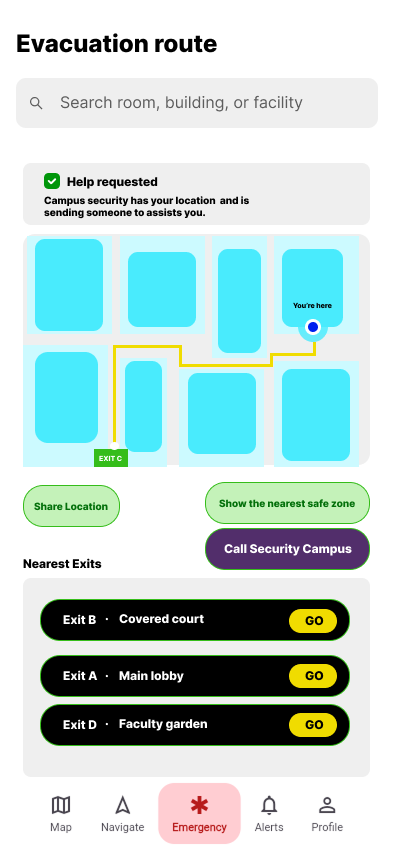 Evacuation route
Search room, building, or facility
Help requested
Campus security has your location and is
sending someone to assists you.
You're here
EXIT C
Share Location
Show the nearest safe zone
Call Security Campus
Nearest Exits
Exit B · Covered court GO
Exit A · Main lobby GO
Exit D · Faculty garden GO
Map Navigate Emergency Alerts Profile